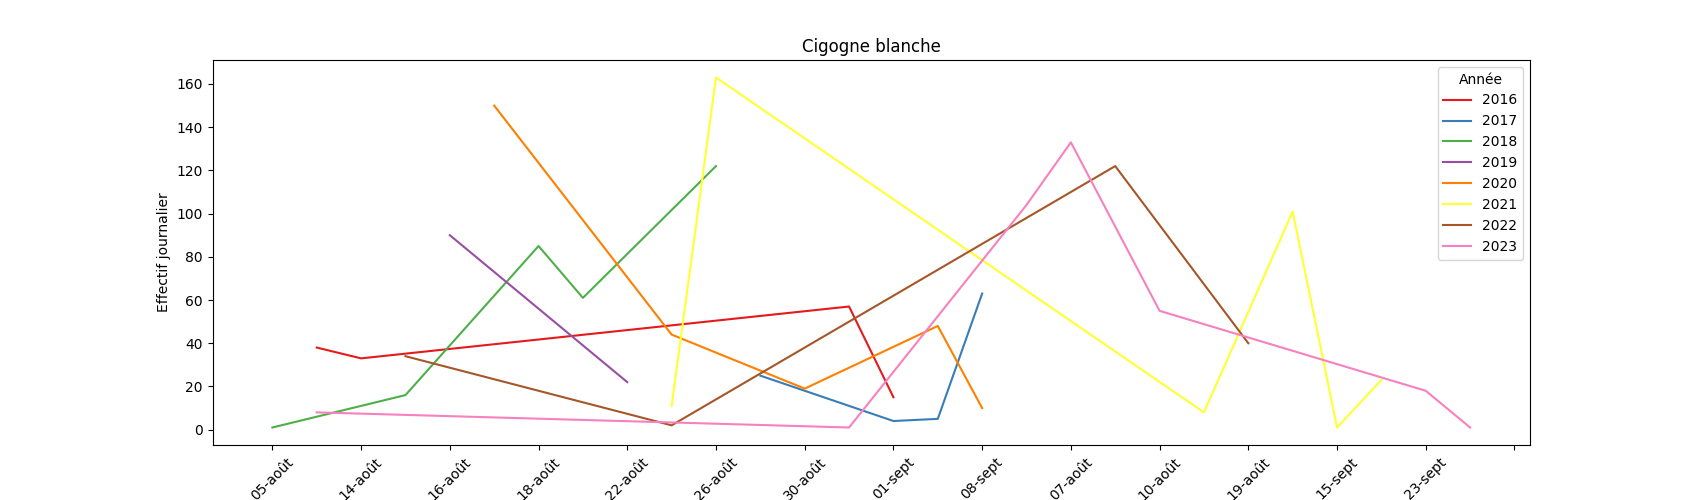 Cigogne blanche
Effectif journalier
160
140
120
100
80
60
40
20
0
05-août
14-août
16-août
18-août
22-août
26-août
30-août
01-sept
08-sept
07-août
10-août
19-août
15-sept
23-sept
Année
2016
2017
2018
2019
2020
2021
2022
2023